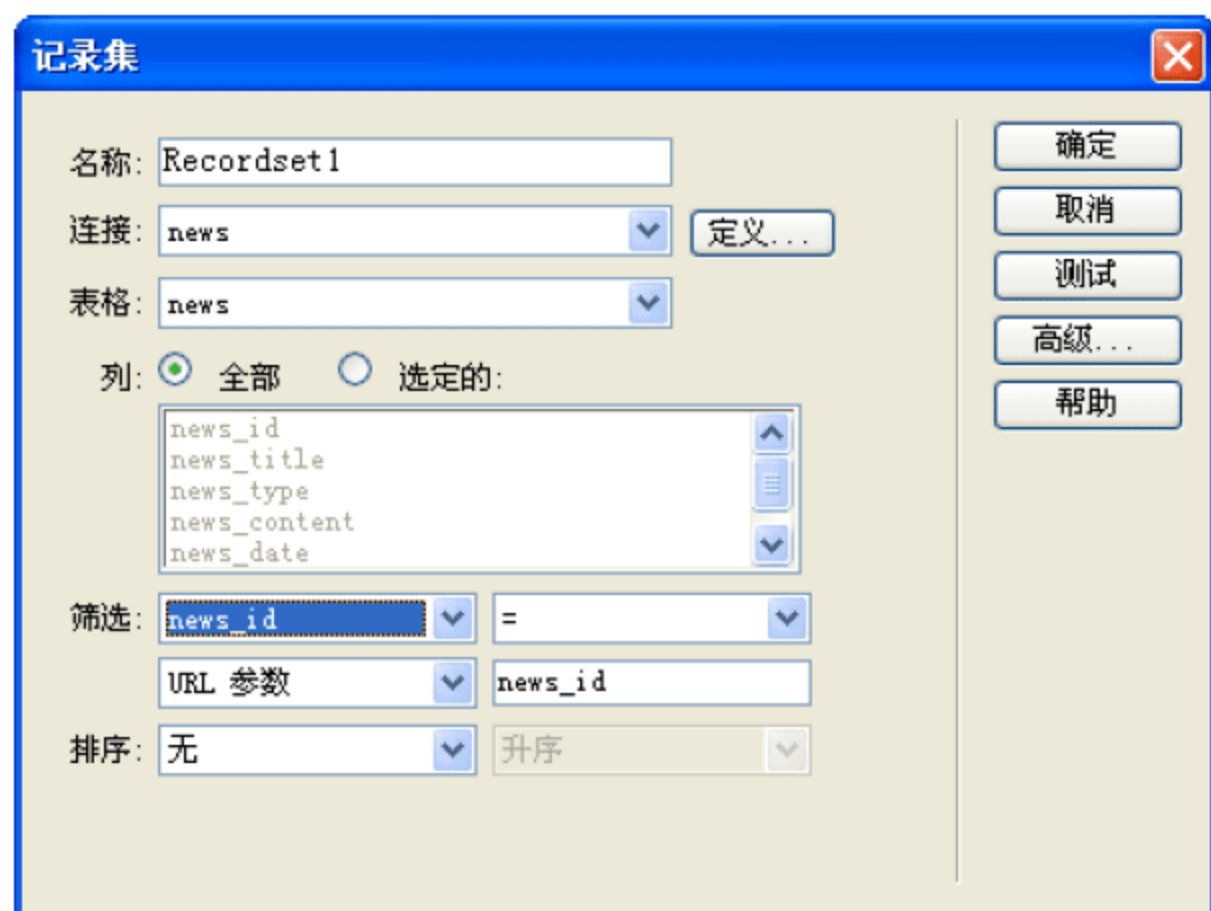 记录集
名称: Recordset1
连接: news 定义...
表格: news
列: 全部 选定的:
news_id
news_title
news_type
news_content
news_date
筛选: news_id =
URL 参数 news_id
排序: 无 升序
确定
取消
测试
高级...
帮助